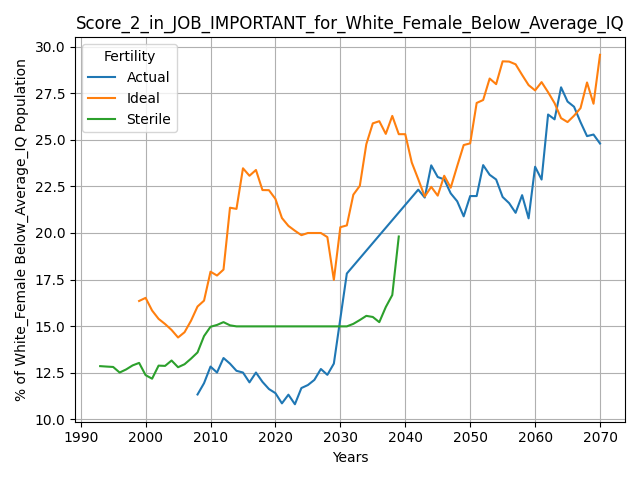 Score_2_in_JOB_IMPORTANT_for_White_Female_Below_Average_IQ
% of White_Female Below_Average_IQ Population
30.0
27.5
25.0
22.5
20.0
17.5
15.0
12.5
10.0
Fertility
Actual
Ideal
Sterile
1990 2000 2010 2020 2030 2040 2050 2060 2070
Years